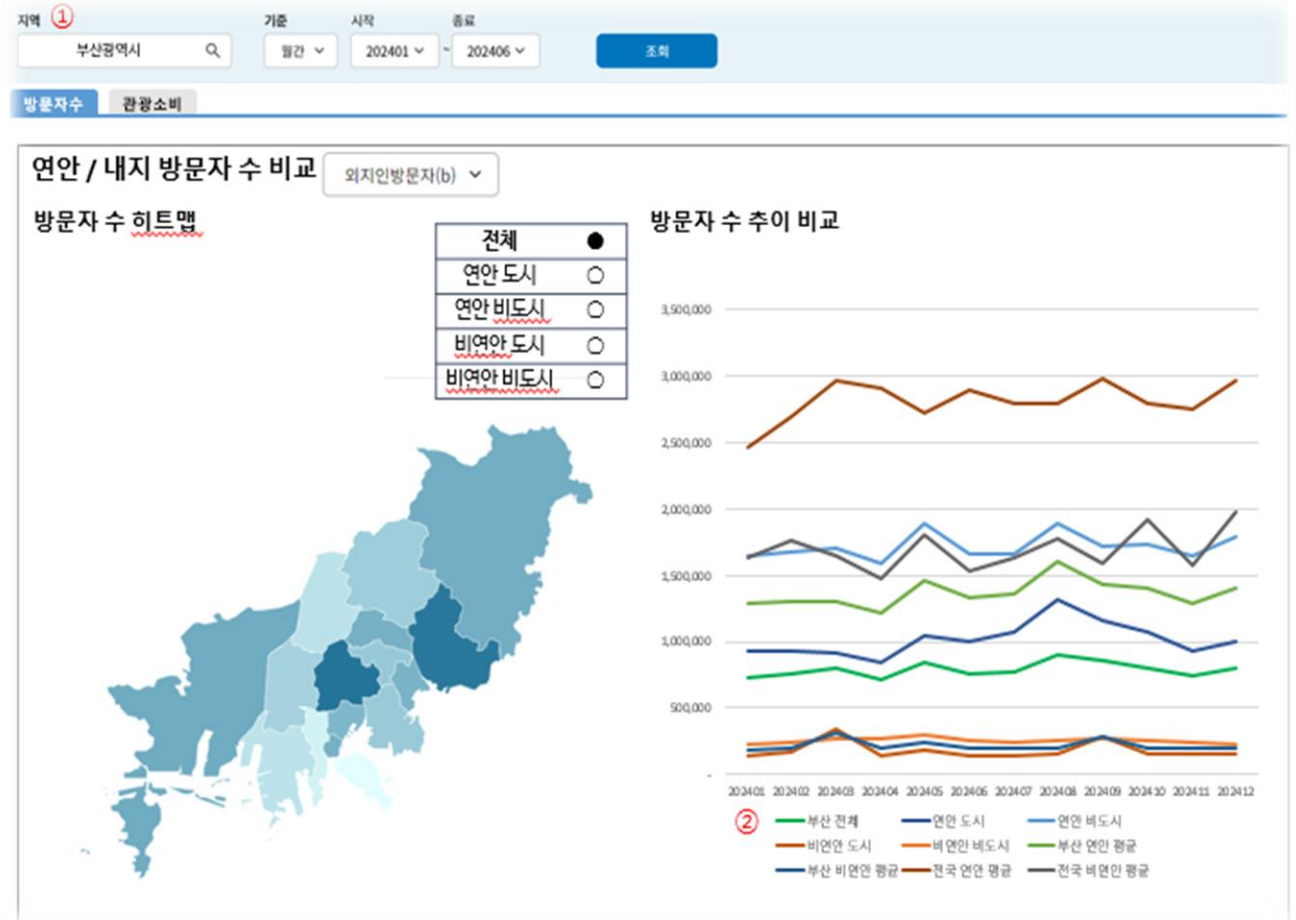 지역 ①
기준 시작 종료
부산광역시 월간 202401 ~ 202406 조회
방문자수 관광소비
연안 / 내지 방문자 수 비교 외지인방문자(b)
방문자 수 히트맵
전체
연안 도시
연안 비도시
비연안 도시
비연안 비도시
방문자 수 추이 비교
3,500,000
3,000,000
2,500,000
2,000,000
1,500,000
1,000,000
500,000
-
202401 202402 202403 202404 202405 202406 202407 202408 202409 202410 202411 202412
② 부산 전체 연안 도시 연안 비도시
비연안 도시 비연안 비도시 부산 연안 평균
부산 비연안 평균 전국 연안 평균 전국 비연안 평균